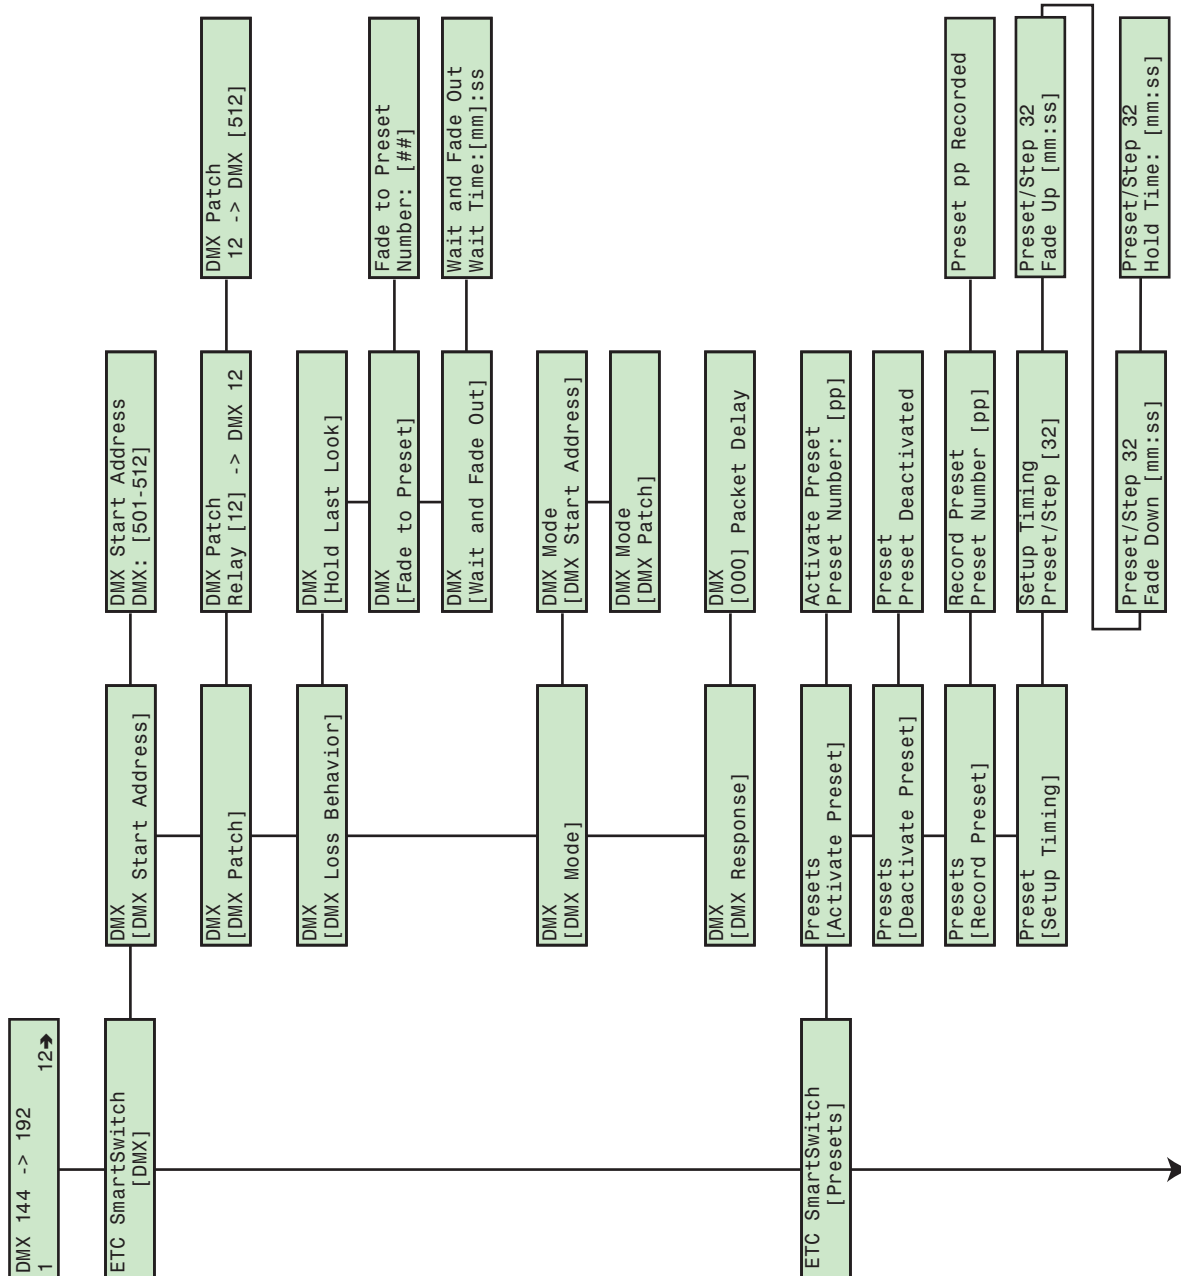 DMX 144 -> 192
1 12➔
ETC SmartSwitch
[DMX]
DMX
[DMX Start Address]
DMX Start Address
DMX: [501-512]
DMX
[DMX Patch]
DMX Patch
Relay [12] -> DMX 12
DMX Patch
12 -> DMX [512]
DMX
[DMX Loss Behavior]
DMX
[Hold Last Look]
DMX
[Fade to Preset]
Fade to Preset
Number: [##]
DMX
[Wait and Fade Out]
Wait and Fade Out
Wait Time:[mm]:ss
DMX
[DMX Mode]
DMX Mode
[DMX Start Address]
DMX Mode
[DMX Patch]
DMX
[DMX Response]
DMX
[000] Packet Delay
ETC SmartSwitch
[Presets]
Presets
[Activate Preset]
Activate Preset
Preset Number: [pp]
Presets
[Deactivate Preset]
Preset
Preset Deactivated
Presets
[Record Preset]
Record Preset
Preset Number [pp]
Preset pp Recorded
Preset
[Setup Timing]
Setup Timing
Preset/Step [32]
Preset/Step 32
Fade Up [mm:ss]
Preset/Step 32
Fade Down [mm:ss]
Preset/Step 32
Hold Time: [mm:ss]